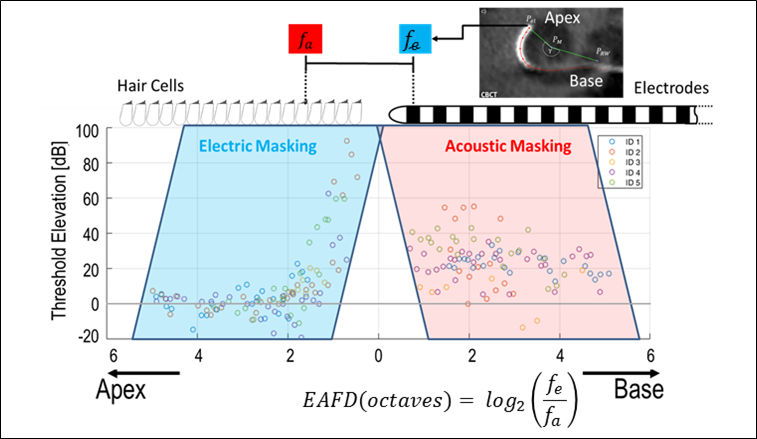 f_a
f_e
c)
Apex
P_el
P_M
γ
P_RW
Base
CBCT
Hair Cells
Electrodes
Electric Masking
Acoustic Masking
ID 1
ID 2
ID 3
ID 4
ID 5
Threshold Elevation [dB]
100
80
60
40
20
0
-20
6 4 2 0 2 4 6
Apex
Base
EAFD(octaves) = log₂(f_e/f_a)